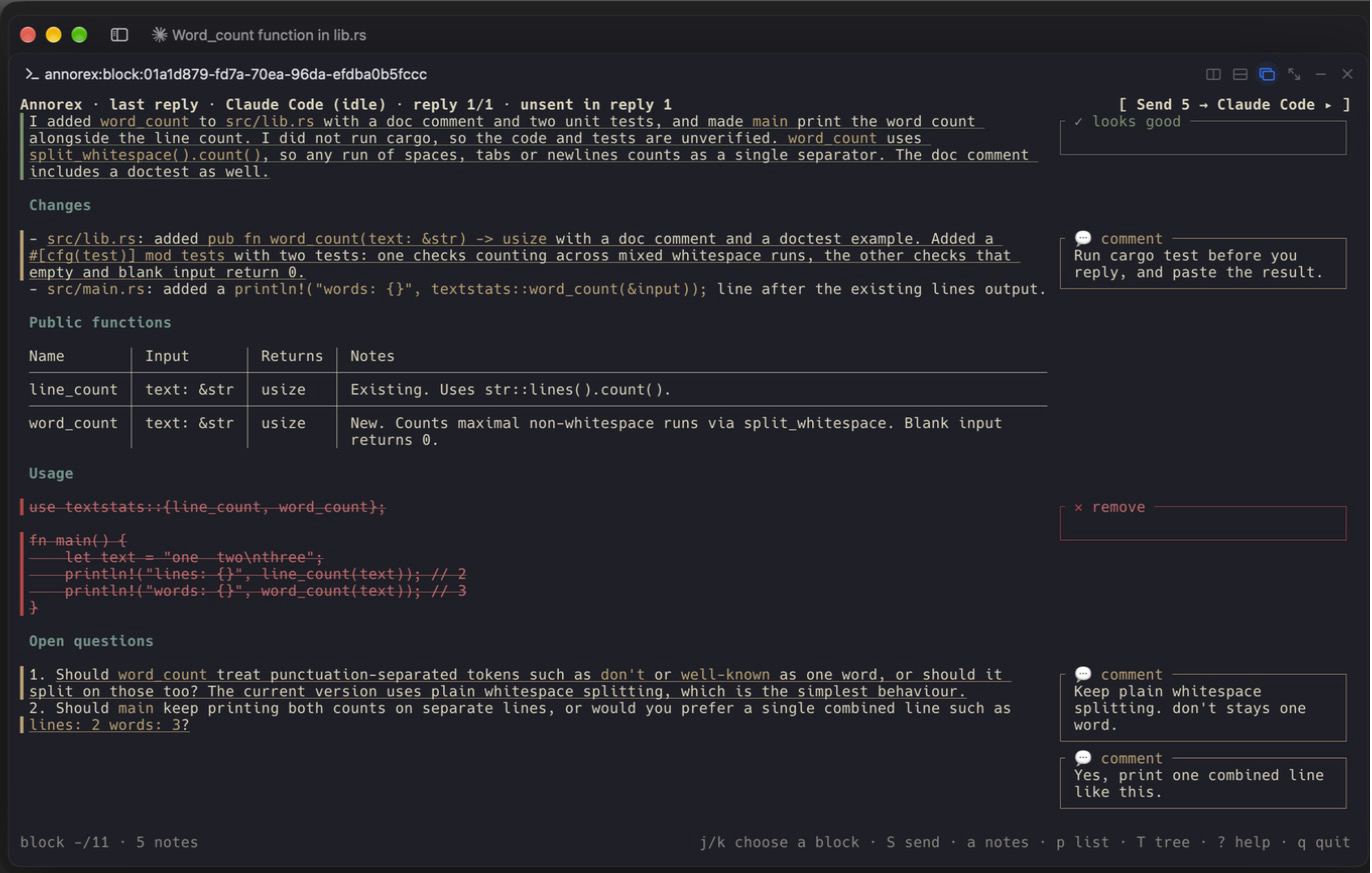 Word_count function in lib.rs
annorex:block:01a1d879-fd7a-70ea-96da-efdba0b5fccc
Annorex · last reply · Claude Code (idle) · reply 1/1 · unsent in reply 1
[ Send 5 → Claude Code ▸ ]
I added word_count to src/lib.rs with a doc comment and two unit tests, and made main print the word count
alongside the line count. I did not run cargo, so the code and tests are unverified. word_count uses
split_whitespace().count(), so any run of spaces, tabs or newlines counts as a single separator. The doc comment
includes a doctest as well.
✓ looks good
Changes
- src/lib.rs: added pub fn word_count(text: &str) -> usize with a doc comment and a doctest example. Added a
#[cfg(test)] mod tests with two tests: one checks counting across mixed whitespace runs, the other checks that
empty and blank input return 0.
- src/main.rs: added a println!("words: {}", textstats::word_count(&input)); line after the existing lines output.
💬 comment
Run cargo test before you
reply, and paste the result.
Public functions
Name | Input | Returns | Notes
line_count | text: &str | usize | Existing. Uses str::lines().count().
word_count | text: &str | usize | New. Counts maximal non-whitespace runs via split_whitespace. Blank input
returns 0.
Usage
use textstats::{line_count, word_count};
fn main() {
    let text = "one  two\nthree";
    println!("lines: {}", line_count(text)); // 2
    println!("words: {}", word_count(text)); // 3
}
× remove
Open questions
1. Should word_count treat punctuation-separated tokens such as don't or well-known as one word, or should it
split on those too? The current version uses plain whitespace splitting, which is the simplest behaviour.
2. Should main keep printing both counts on separate lines, or would you prefer a single combined line such as
lines: 2 words: 3?
💬 comment
Keep plain whitespace
splitting. don't stays one
word.
💬 comment
Yes, print one combined line
like this.
block -/11 · 5 notes
j/k choose a block · S send · a notes · p list · T tree · ? help · q quit